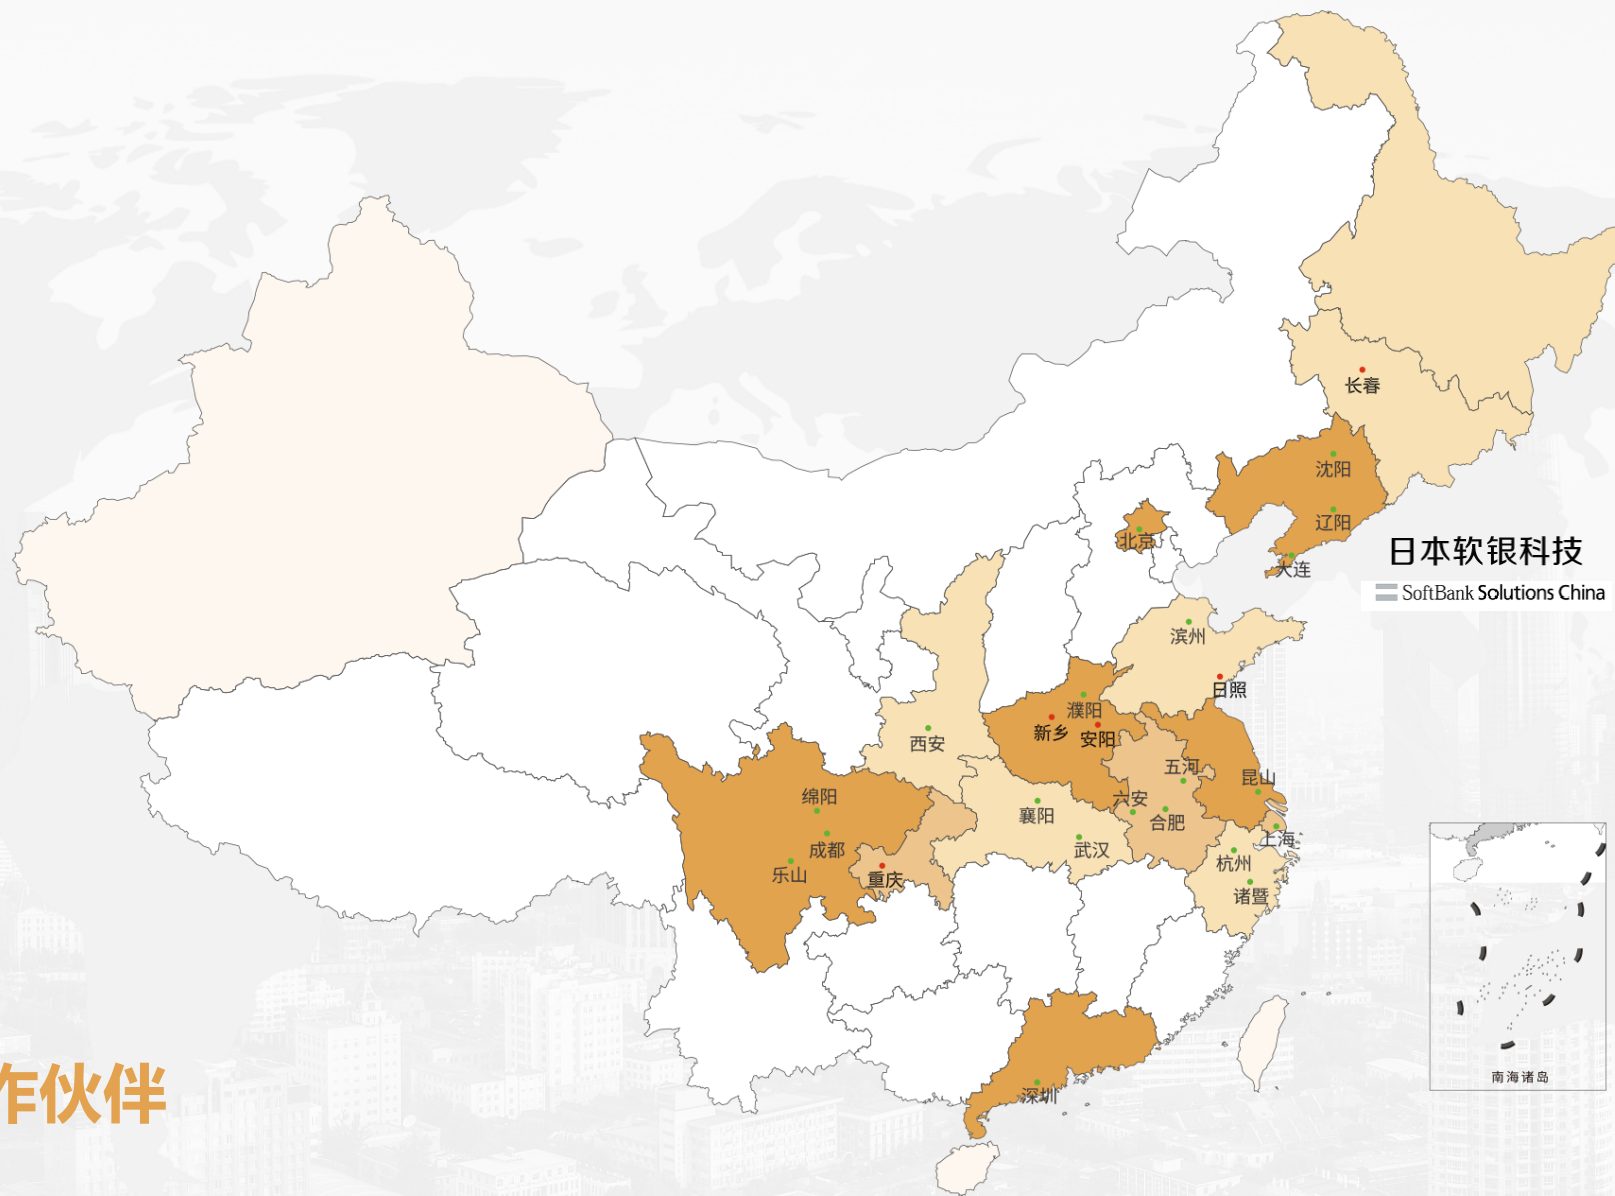 长春
沈阳
辽阳
北京
大连
日本软银科技
SoftBank Solutions China
滨州
日照
濮阳
新乡
安阳
西安
五河
昆山
绵阳
六安
襄阳
合肥
上海
成都
武汉
杭州
乐山
重庆
诸暨
南海诸岛
深圳
作伙伴